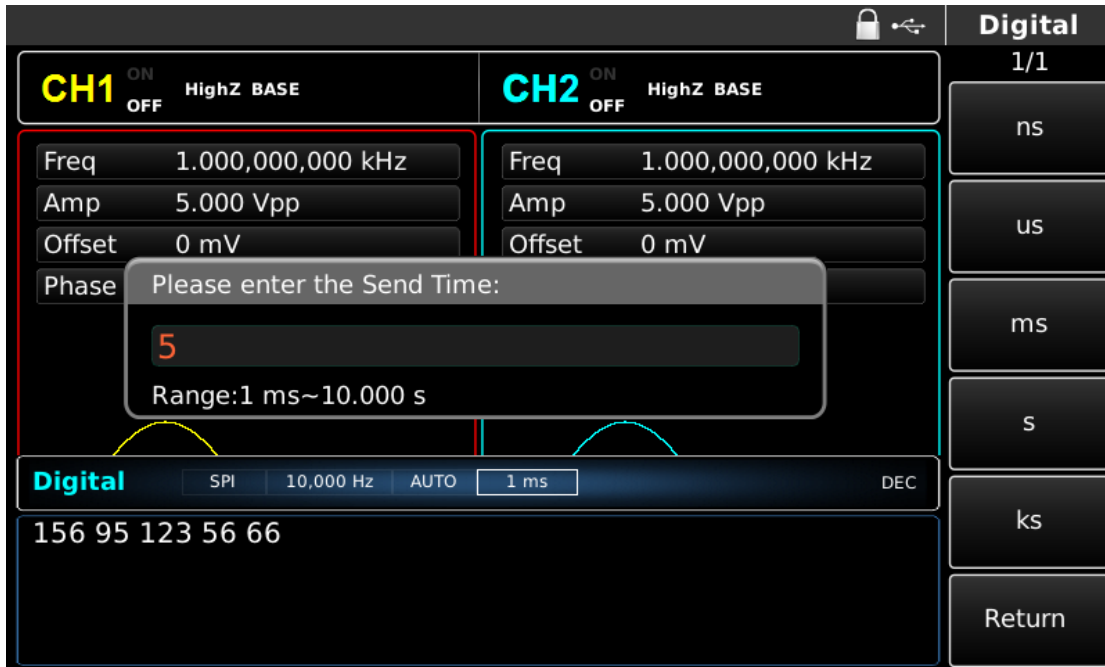 Digital
1/1
CH1 ON OFF HighZ BASE
CH2 ON OFF HighZ BASE
Freq 1.000,000,000 kHz
Amp 5.000 Vpp
Offset 0 mV
Phase
Freq 1.000,000,000 kHz
Amp 5.000 Vpp
Offset 0 mV
Please enter the Send Time:
5
Range:1 ms~10.000 s
Digital SPI 10,000 Hz AUTO 1 ms DEC
156 95 123 56 66
ns
us
ms
s
ks
Return